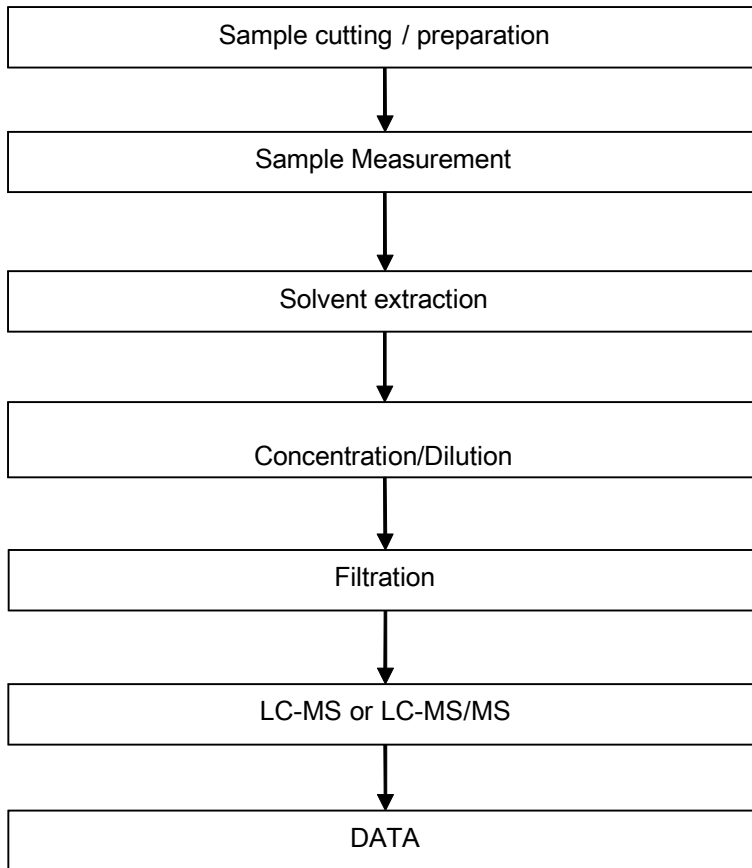 Sample cutting / preparation
Sample Measurement
Solvent extraction
Concentration/Dilution
Filtration
LC-MS or LC-MS/MS
DATA